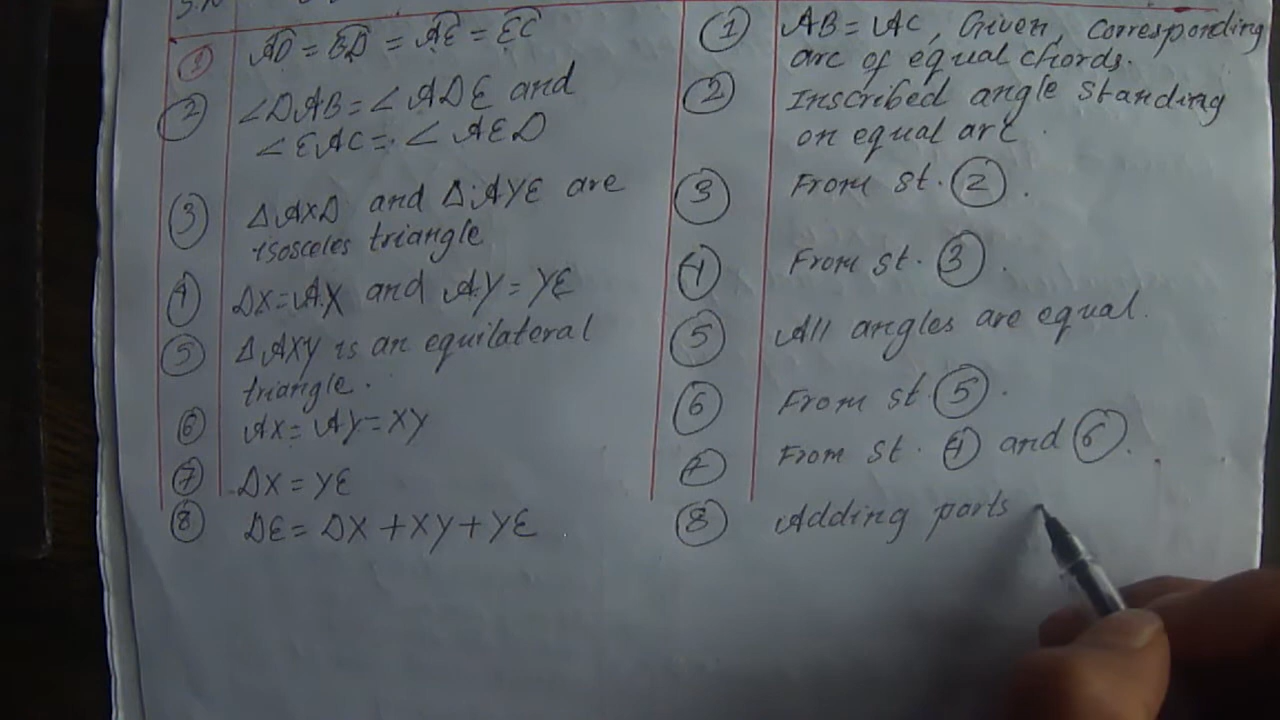 S.N
① AD = BD = AE = EC ① AB = AC, Given, Corresponding
arc of equal chords.
② ∠DAB = ∠ADE and ② Inscribed angle standing
∠EAC = ∠AED on equal arc.
③ ΔAXD and ΔAYE are ③ From st. ②.
isosceles triangle
④ DX = AX and AY = YE ④ From st. ③.
⑤ ΔAXY is an equilateral ⑤ All angles are equal.
triangle.
⑥ AX = AY = XY ⑥ From st. ⑤.
⑦ DX = YE ⑦ From st. ④ and ⑥.
⑧ DE = DX + XY + YE ⑧ Adding parts